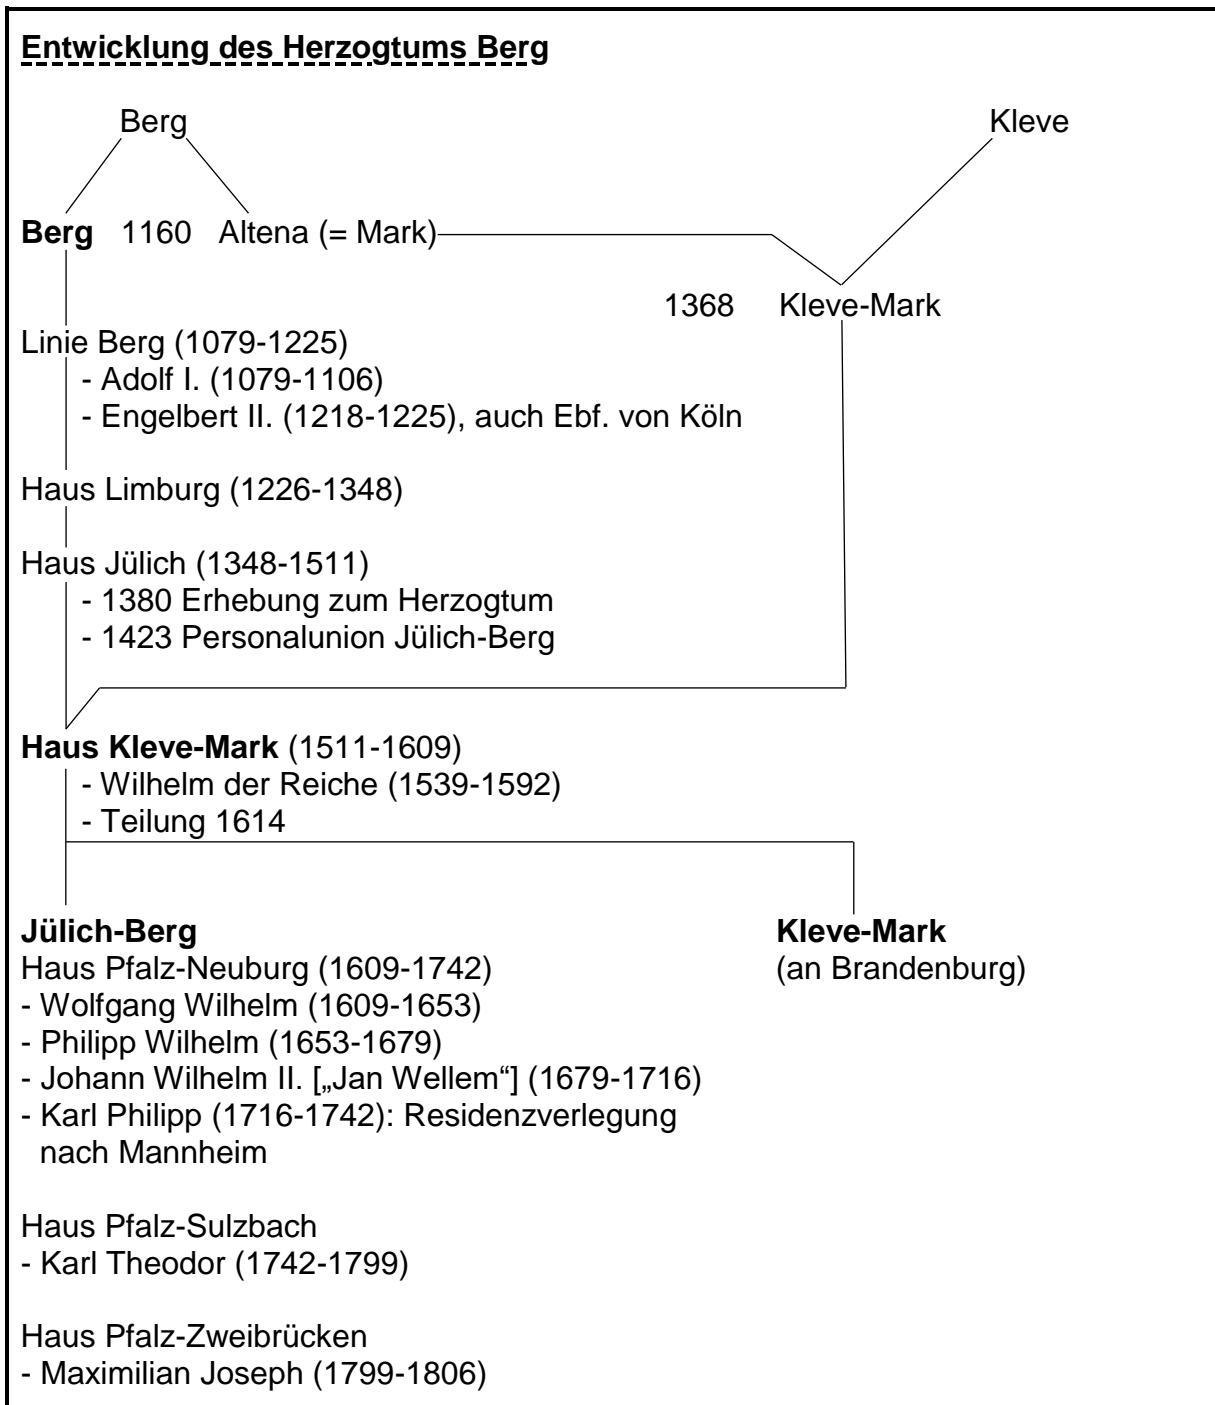 Entwicklung des Herzogtums Berg
Berg Kleve
Berg 1160 Altena (= Mark)
1368 Kleve-Mark
Linie Berg (1079-1225)
- Adolf I. (1079-1106)
- Engelbert II. (1218-1225), auch Ebf. von Köln
Haus Limburg (1226-1348)
Haus Jülich (1348-1511)
- 1380 Erhebung zum Herzogtum
- 1423 Personalunion Jülich-Berg
Haus Kleve-Mark (1511-1609)
- Wilhelm der Reiche (1539-1592)
- Teilung 1614
Jülich-Berg Kleve-Mark
Haus Pfalz-Neuburg (1609-1742) (an Brandenburg)
- Wolfgang Wilhelm (1609-1653)
- Philipp Wilhelm (1653-1679)
- Johann Wilhelm II. [„Jan Wellem“] (1679-1716)
- Karl Philipp (1716-1742): Residenzverlegung
nach Mannheim
Haus Pfalz-Sulzbach
- Karl Theodor (1742-1799)
Haus Pfalz-Zweibrücken
- Maximilian Joseph (1799-1806)